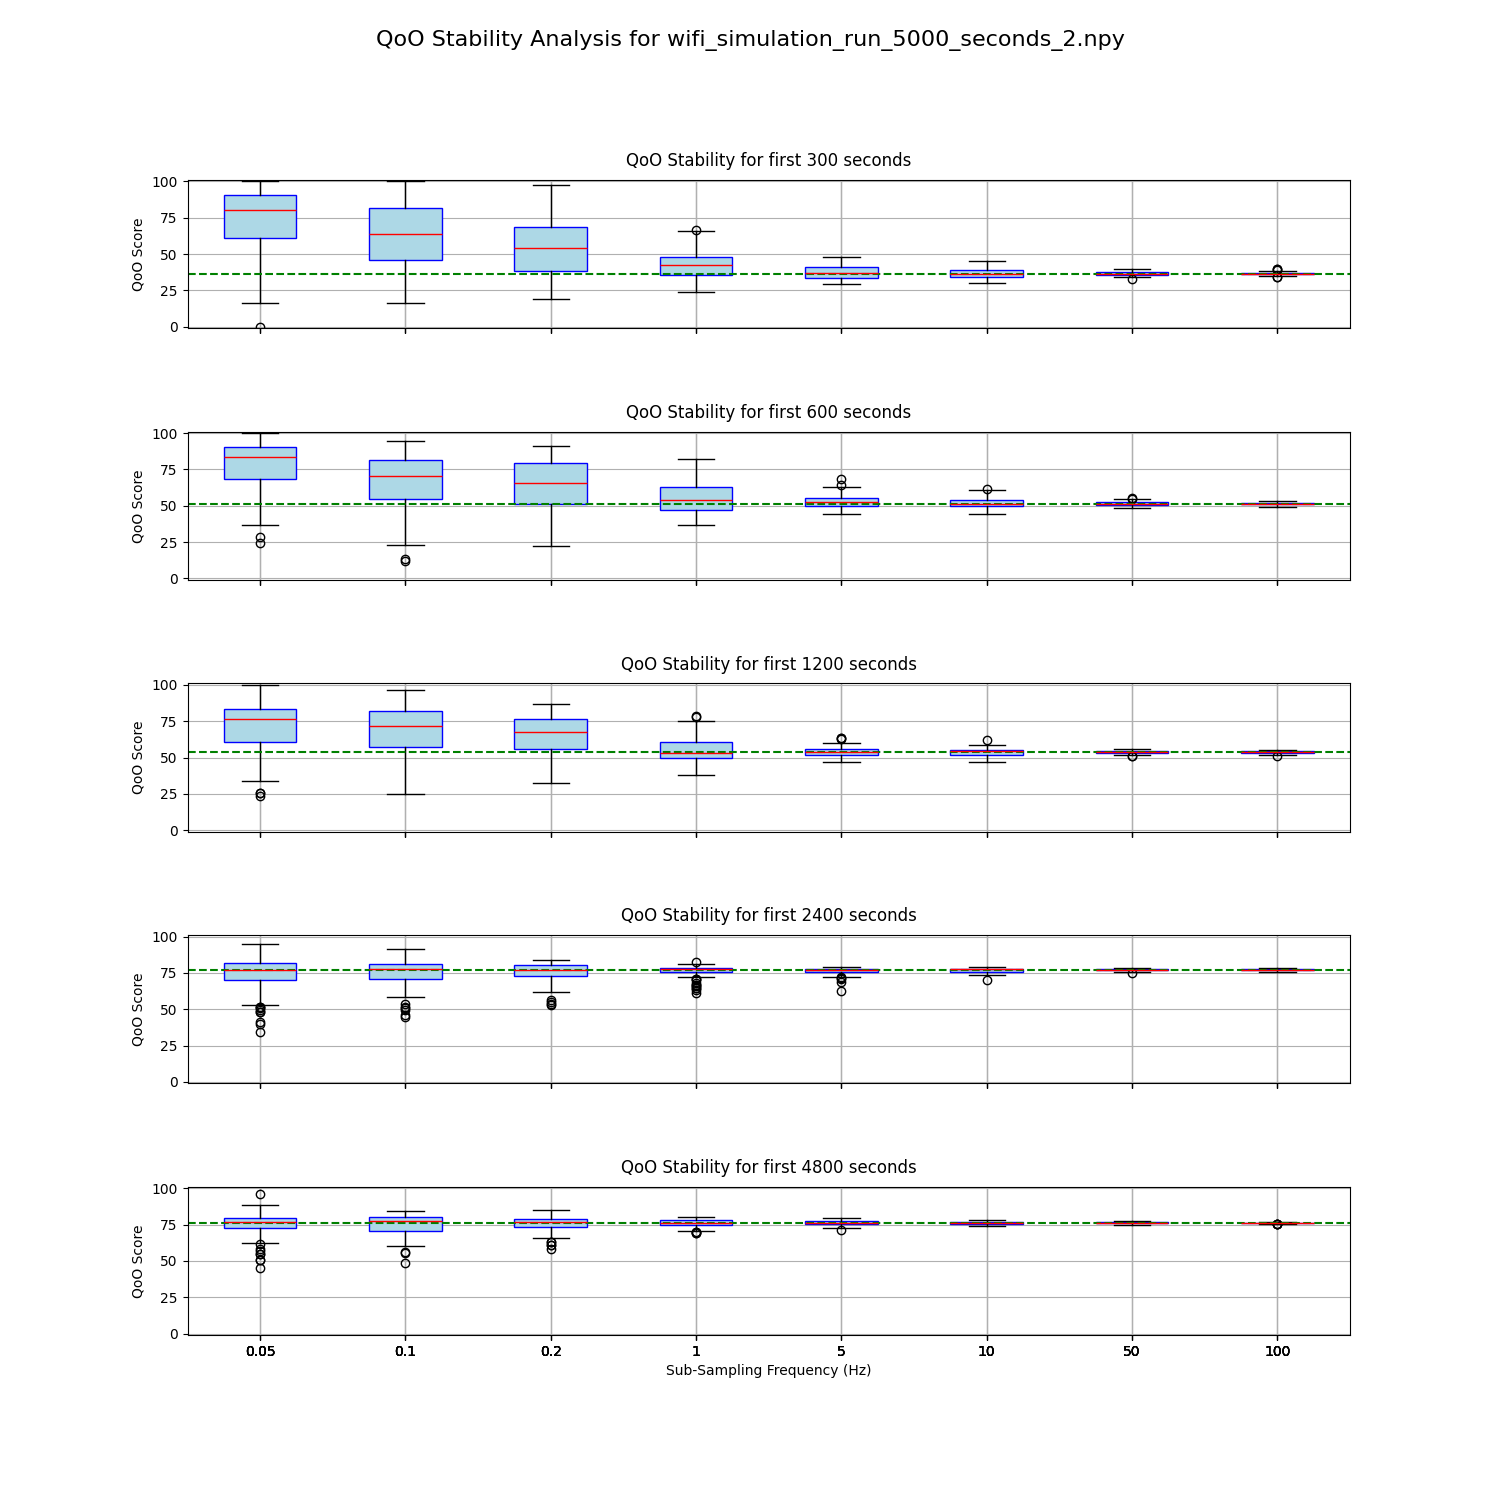 QoO Stability Analysis for wifi_simulation_run_5000_seconds_2.npy
QoO Stability for first 300 seconds
100
75
50
25
0
QoO Score
QoO Stability for first 600 seconds
100
75
50
25
0
QoO Score
QoO Stability for first 1200 seconds
100
75
50
25
0
QoO Score
QoO Stability for first 2400 seconds
100
75
50
25
0
QoO Score
QoO Stability for first 4800 seconds
100
75
50
25
0
QoO Score
0.05 0.1 0.2 1 5 10 50 100
Sub-Sampling Frequency (Hz)